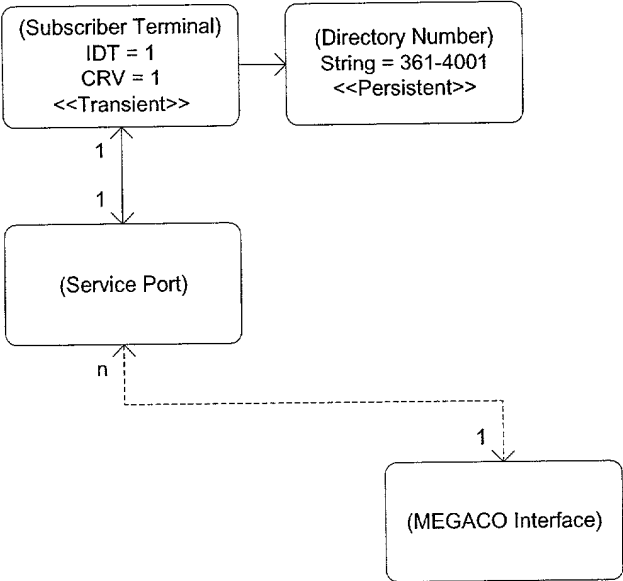 (Subscriber Terminal)
IDT = 1
CRV = 1
<<Transient>>
(Directory Number)
String = 361-4001
<<Persistent>>
1
1
(Service Port)
n
1
(MEGACO Interface)